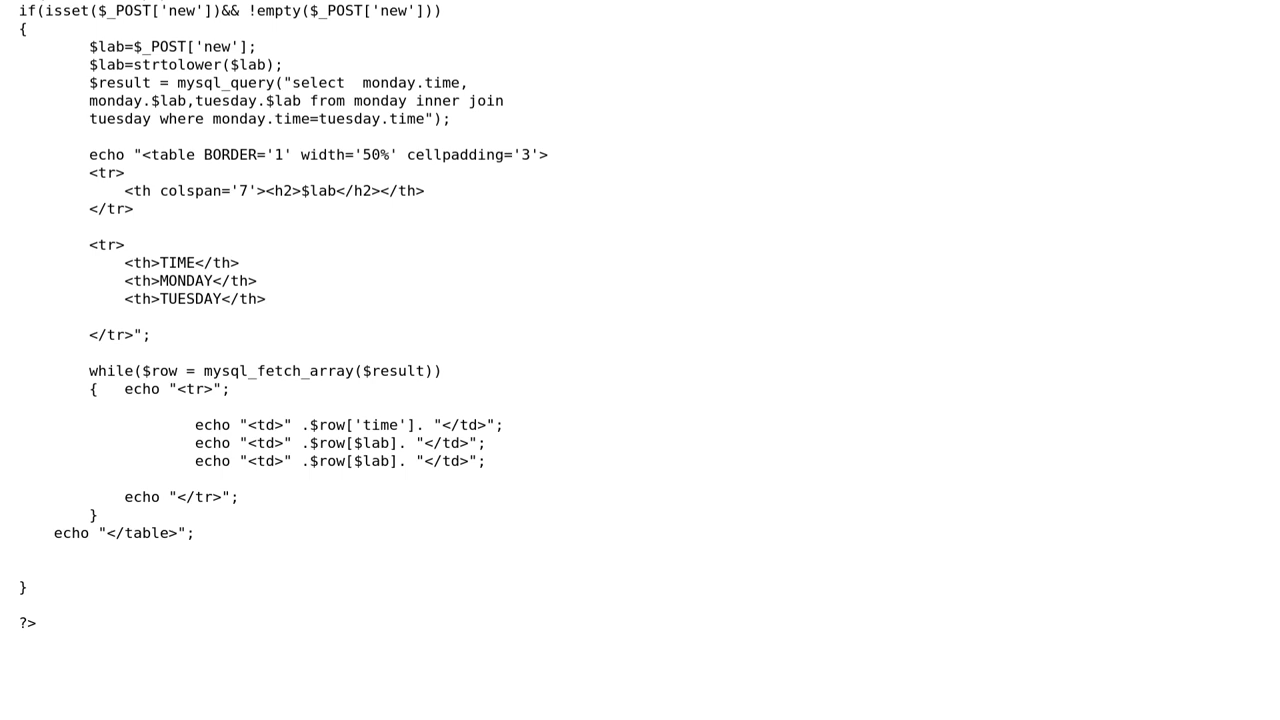 if(isset($_POST['new'])&& !empty($_POST['new']))
{
        $lab=$_POST['new'];
        $lab=strtolower($lab);
        $result = mysql_query("select  monday.time,
        monday.$lab,tuesday.$lab from monday inner join
        tuesday where monday.time=tuesday.time");

        echo "<table BORDER='1' width='50%' cellpadding='3'>
        <tr>
            <th colspan='7'><h2>$lab</h2></th>
        </tr>

        <tr>
            <th>TIME</th>
            <th>MONDAY</th>
            <th>TUESDAY</th>

        </tr>";

        while($row = mysql_fetch_array($result))
        {   echo "<tr>";

                    echo "<td>" .$row['time']. "</td>";
                    echo "<td>" .$row[$lab]. "</td>";
                    echo "<td>" .$row[$lab]. "</td>";

            echo "</tr>";
        }
    echo "</table>";


}

?>